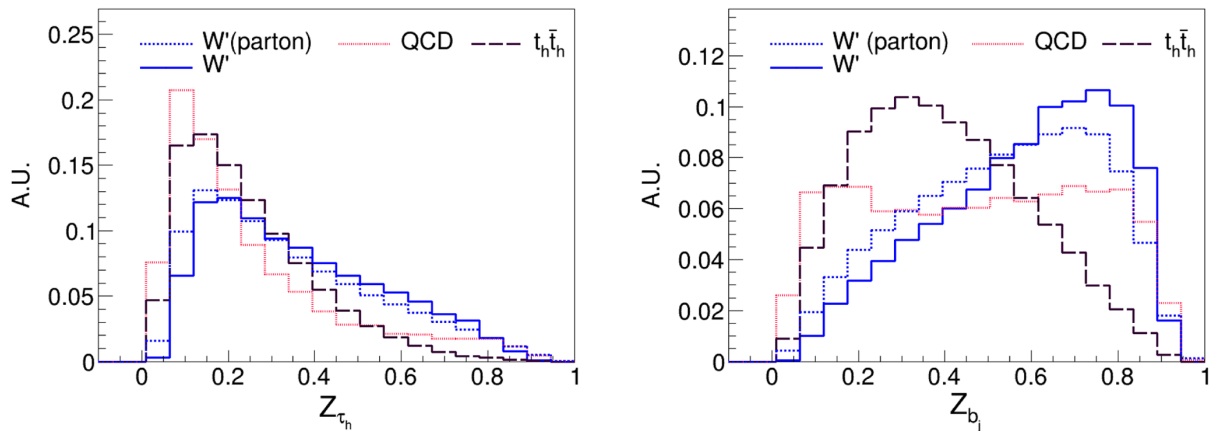 0.25
0.2
0.15
0.1
0.05
0
A.U.
W'(parton)
QCD
t_h t̄_h
W'
0 0.2 0.4 0.6 0.8 1
Z_τ_h
0.12
0.1
0.08
0.06
0.04
0.02
0
A.U.
W' (parton)
QCD
t_h t̄_h
W'
0 0.2 0.4 0.6 0.8 1
Z_b_j